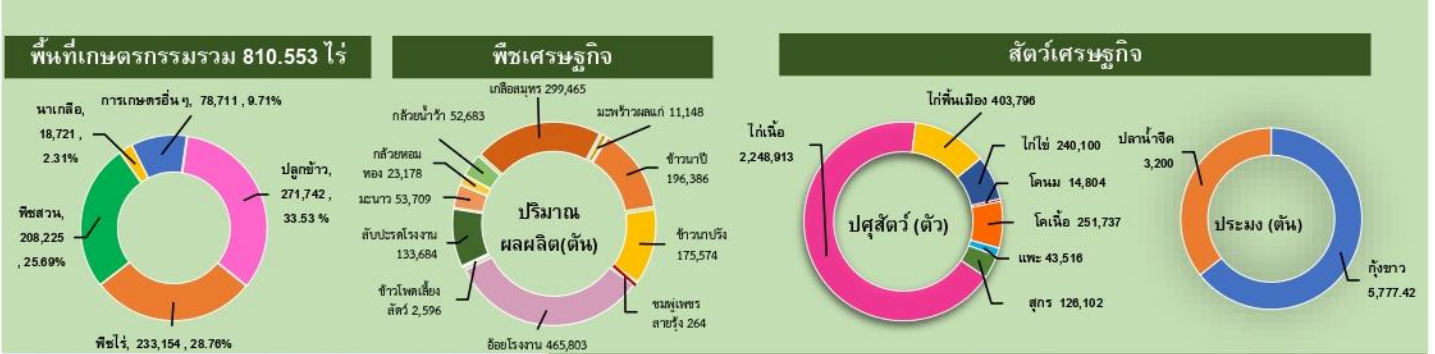 พื้นที่เกษตรกรรมรวม 810.553 ไร่
การเกษตรอื่น ๆ, 78,711 , 9.71%
นาเกลือ,
18,721 ,
2.31%
ปลูกข้าว,
271,742 ,
33.53 %
พืชสวน,
208,225
, 25.69%
พืชไร่, 233,154 , 28.76%
พืชเศรษฐกิจ
เกลือสมุทร 299,465
มะพร้าวผลแก่ 11,148
กล้วยน้ำว้า 52,683
ข้าวนาปี
196,386
กล้วยหอม
ทอง 23,178
มะนาว 53,709
ปริมาณ
ผลผลิต(ตัน)
สับปะรดโรงงาน
133,684
ข้าวนาปรัง
175,574
ข้าวโพดเลี้ยง
สัตว์ 2,596
ชมพู่เพชร
สายรุ้ง 264
อ้อยโรงงาน 465,803
สัตว์เศรษฐกิจ
ไก่พื้นเมือง 403,796
ไก่เนื้อ
2,248,913
ไก่ไข่ 240,100
โคนม 14,804
โคเนื้อ 251,737
ปศุสัตว์ (ตัว)
แพะ 43,516
สุกร 126,102
ปลาน้ำจืด
3,200
ประมง (ตัน)
กุ้งขาว
5,777.42